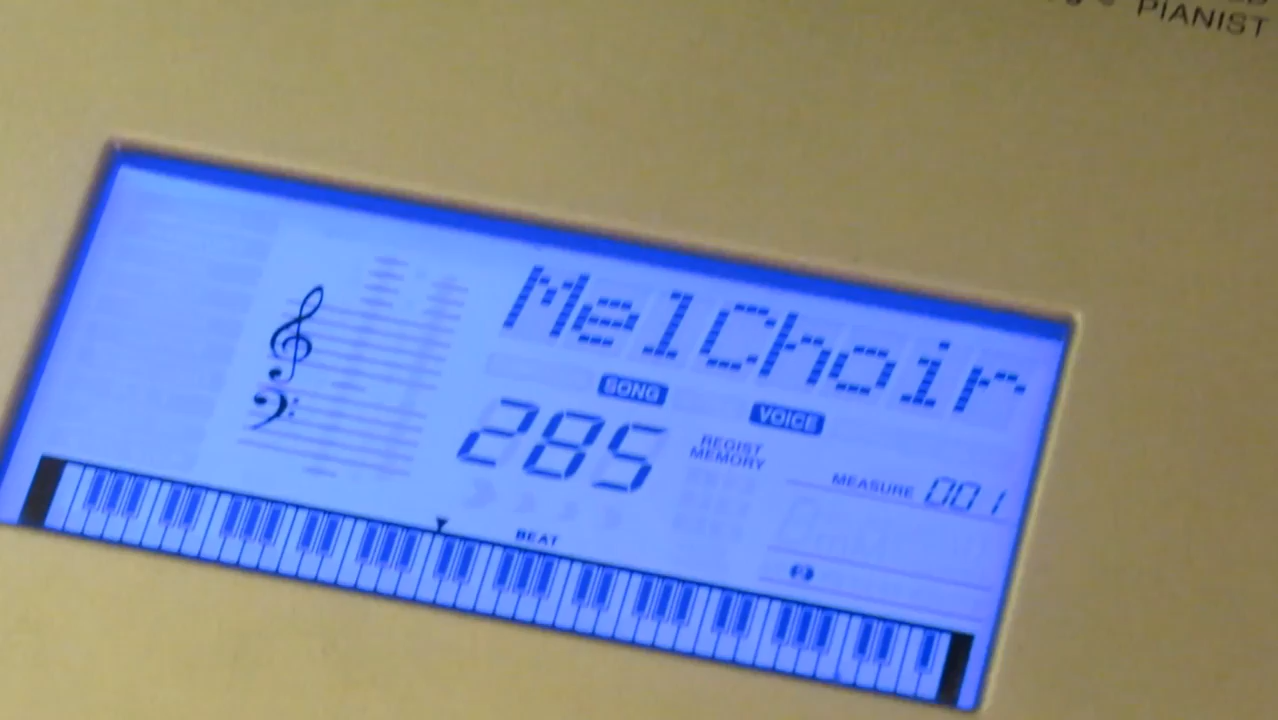 PIANIST
MelChoir
SONG
VOICE
285
REGIST
MEMORY
MEASURE 001
BEAT